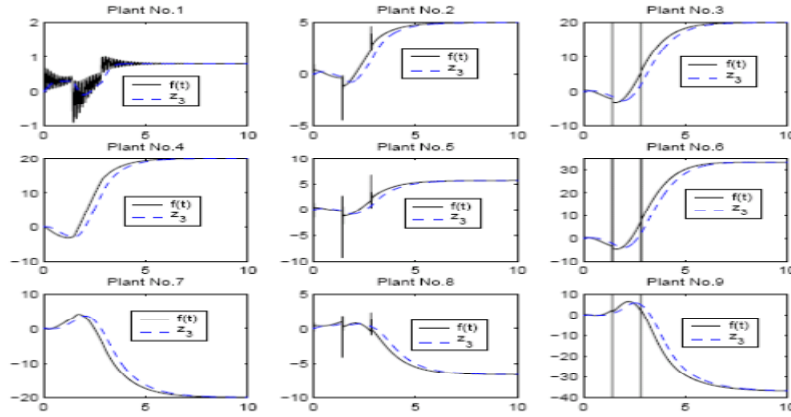 Plant No.1
Plant No.2
Plant No.3
2
1
0
−1
f(t)
z3
0
5
10
5
0
−5
f(t)
z3
0
5
10
20
10
0
−10
f(t)
z3
0
5
10
Plant No.4
Plant No.5
Plant No.6
20
10
0
−10
f(t)
z3
0
5
10
10
5
0
−5
−10
f(t)
z3
0
5
10
30
20
10
0
−10
f(t)
z3
0
5
10
Plant No.7
Plant No.8
Plant No.9
10
0
−10
−20
f(t)
z3
0
5
10
5
0
−5
−10
f(t)
z3
0
5
10
10
0
−10
−20
−30
−40
f(t)
z3
0
5
10